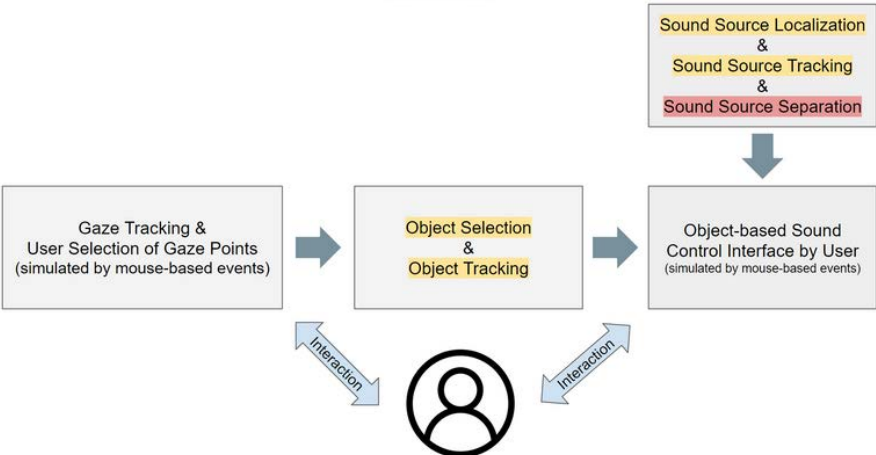 Sound Source Localization
&
Sound Source Tracking
&
Sound Source Separation
Gaze Tracking &
User Selection of Gaze Points
(simulated by mouse-based events)
Object Selection
&
Object Tracking
Object-based Sound
Control Interface by User
(simulated by mouse-based events)
Interaction
Interaction